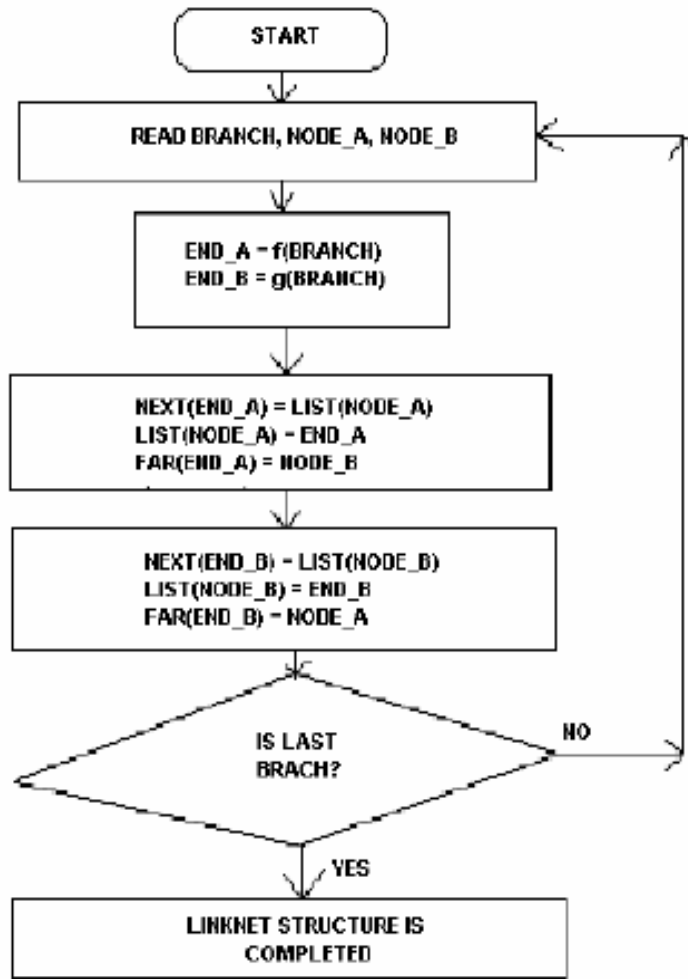 START
READ BRANCH, NODE_A, NODE_B
END_A = f(BRANCH)
END_B = g(BRANCH)
NEXT(END_A) = LIST(NODE_A)
LIST(NODE_A) = END_A
FAR(END_A) = NODE_B
NEXT(END_B) = LIST(NODE_B)
LIST(NODE_B) = END_B
FAR(END_B) = NODE_A
IS LAST
BRACH?
NO
YES
LINKNET STRUCTURE IS
COMPLETED